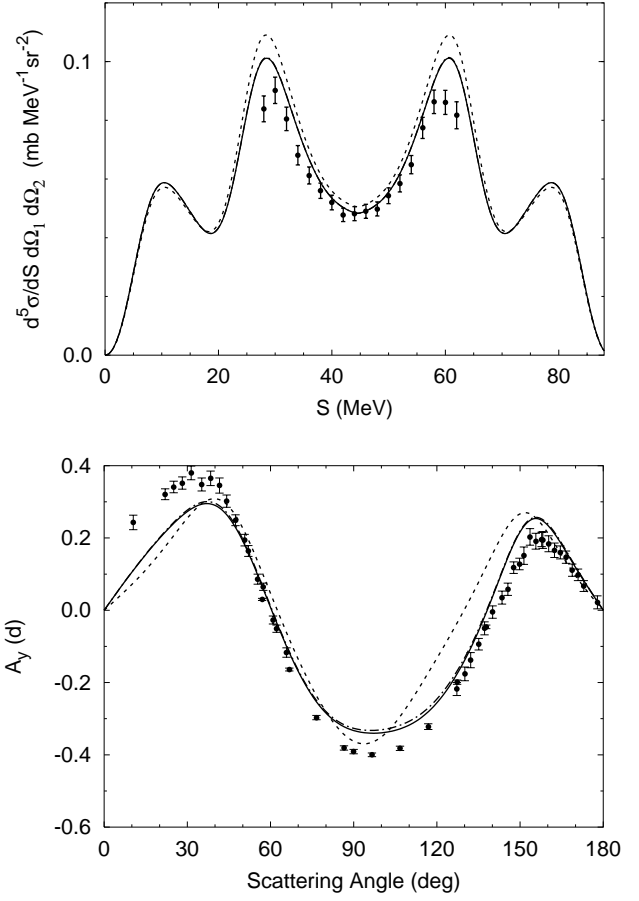 0.1
0.0
d⁵σ/dS dΩ₁ dΩ₂ (mb MeV⁻¹sr⁻²)
0 20 40 60 80
S (MeV)
0.4
0.2
0.0
-0.2
-0.4
-0.6
A_y (d)
0 30 60 90 120 150 180
Scattering Angle (deg)